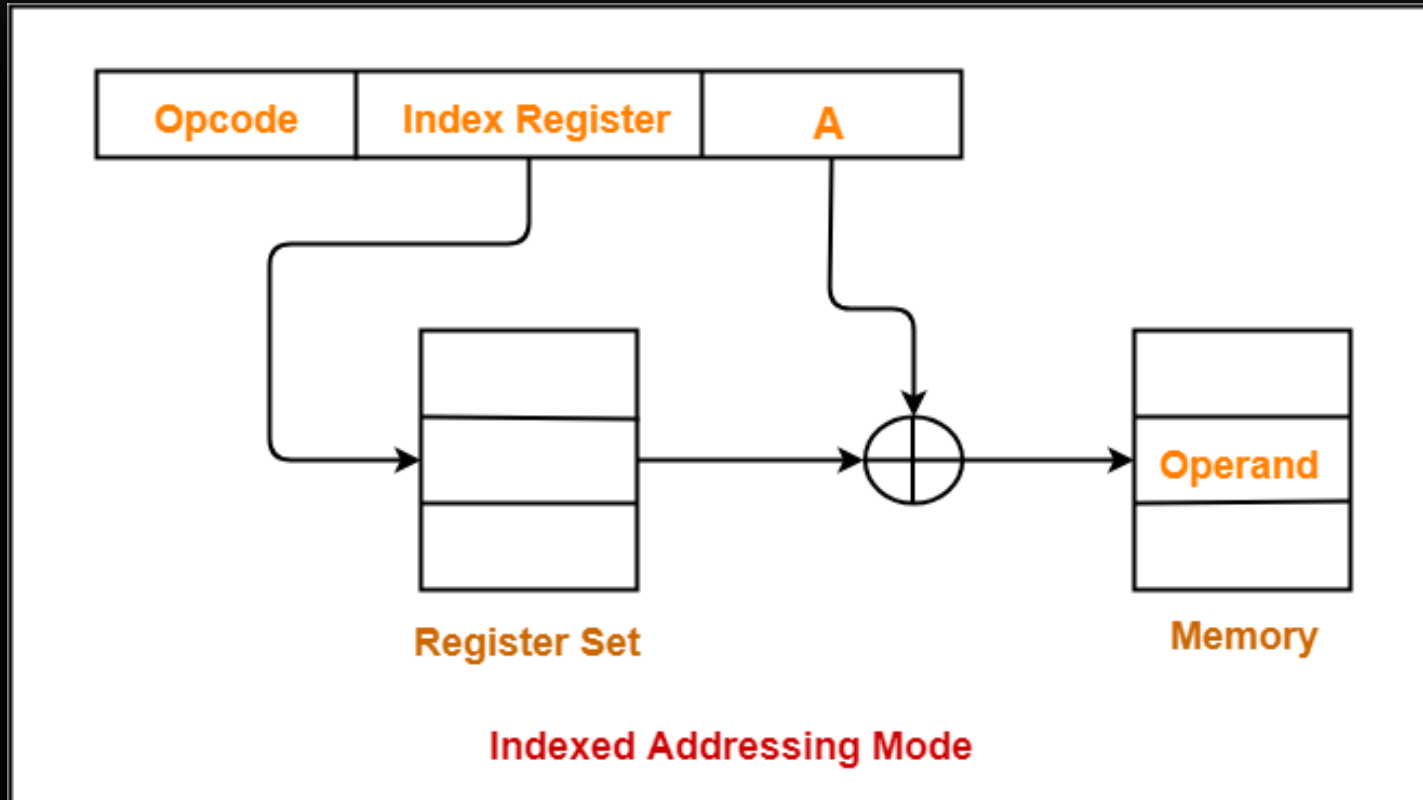 Opcode Index Register A
Operand
Register Set Memory
Indexed Addressing Mode